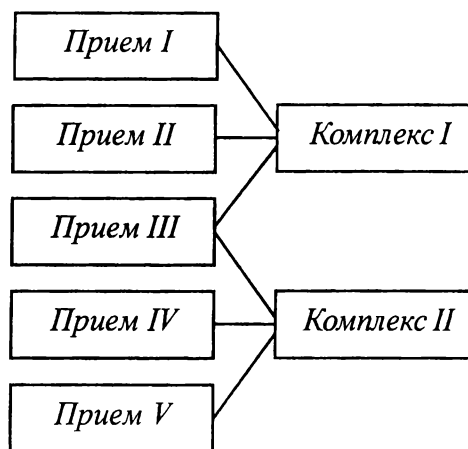 Прием I
Прием II
Комплекс I
Прием III
Прием IV
Комплекс II
Прием V